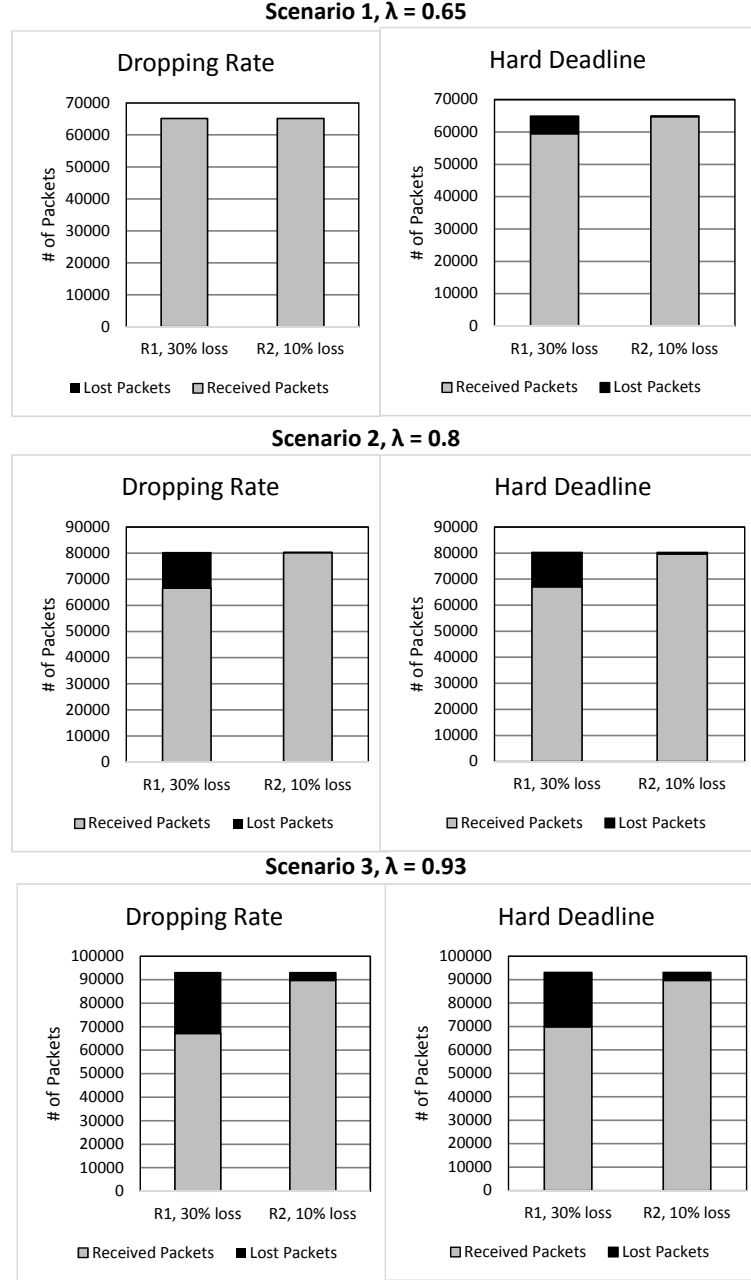 Scenario 1, λ = 0.65
Dropping Rate
# of Packets
70000
60000
50000
40000
30000
20000
10000
0
R1, 30% loss R2, 10% loss
Lost Packets Received Packets
Hard Deadline
# of Packets
70000
60000
50000
40000
30000
20000
10000
0
R1, 30% loss R2, 10% loss
Received Packets Lost Packets
Scenario 2, λ = 0.8
Dropping Rate
# of Packets
90000
80000
70000
60000
50000
40000
30000
20000
10000
0
R1, 30% loss R2, 10% loss
Received Packets Lost Packets
Hard Deadline
# of Packets
90000
80000
70000
60000
50000
40000
30000
20000
10000
0
R1, 30% loss R2, 10% loss
Received Packets Lost Packets
Scenario 3, λ = 0.93
Dropping Rate
# of Packets
100000
90000
80000
70000
60000
50000
40000
30000
20000
10000
0
R1, 30% loss R2, 10% loss
Received Packets Lost Packets
Hard Deadline
# of Packets
100000
90000
80000
70000
60000
50000
40000
30000
20000
10000
0
R1, 30% loss R2, 10% loss
Received Packets Lost Packets